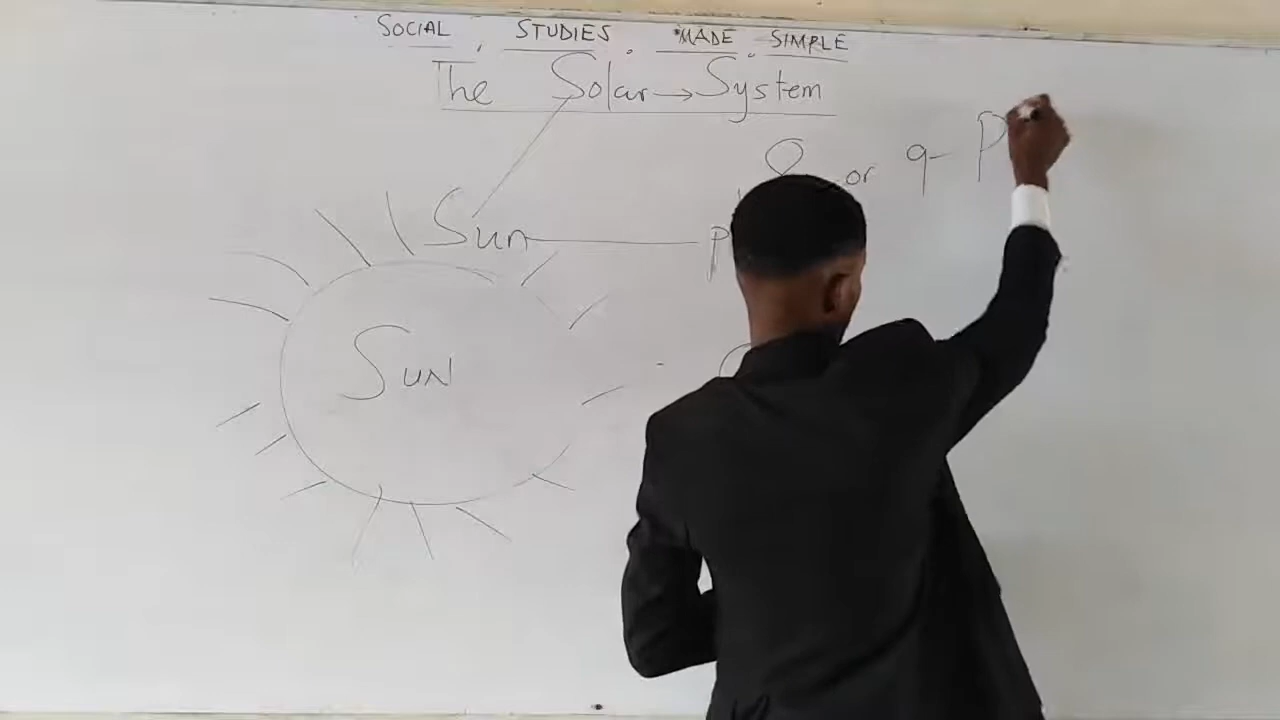 SOCIAL. STUDIES. MADE. SIMPLE
The Solar → System
8 or 9- P
Sun p
SUN